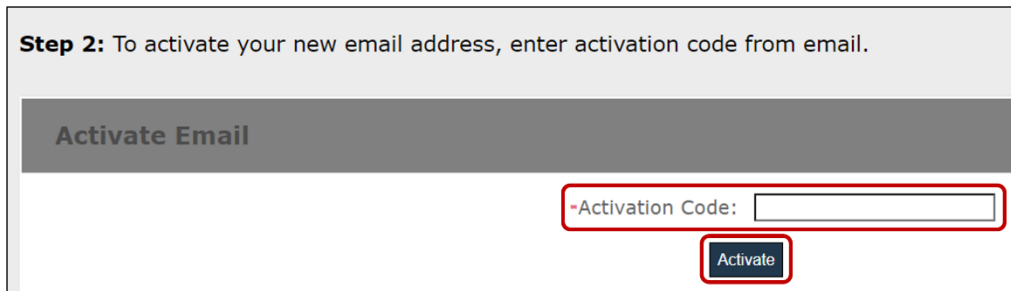 Step 2: To activate your new email address, enter activation code from email.
Activate Email
*Activation Code:
Activate